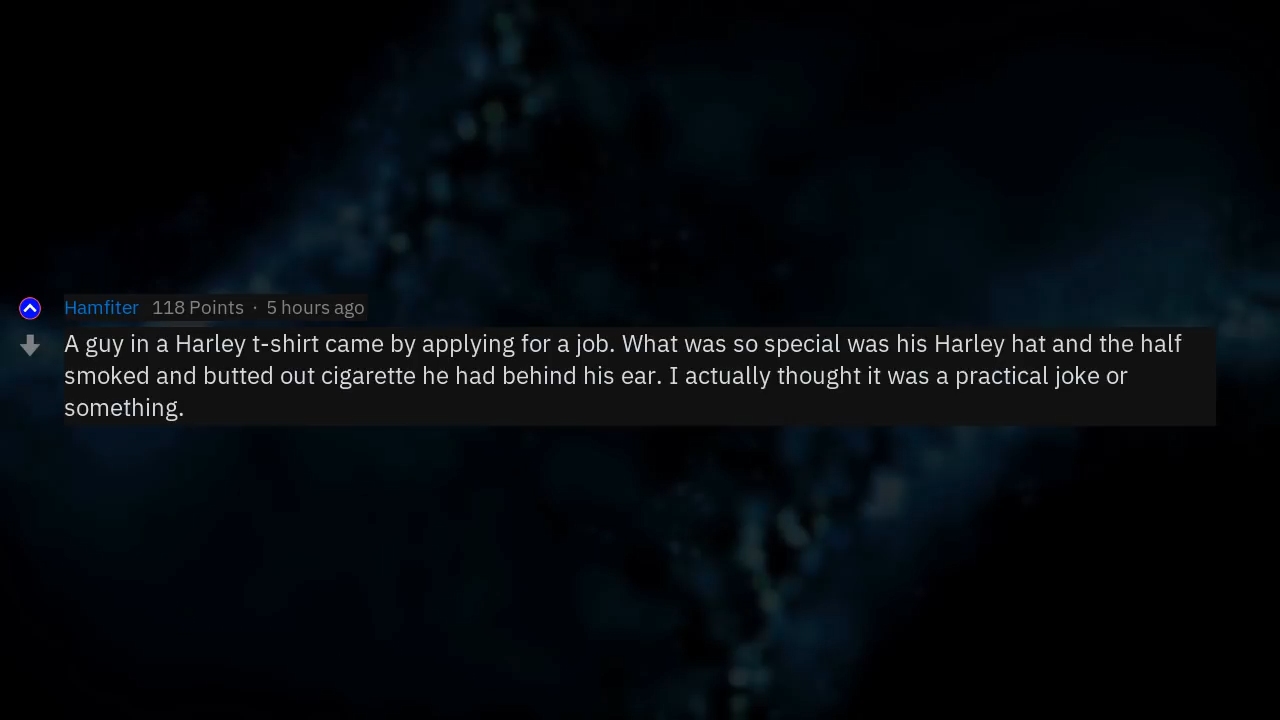 Hamfiter 118 Points · 5 hours ago
A guy in a Harley t-shirt came by applying for a job. What was so special was his Harley hat and the half
smoked and butted out cigarette he had behind his ear. I actually thought it was a practical joke or
something.